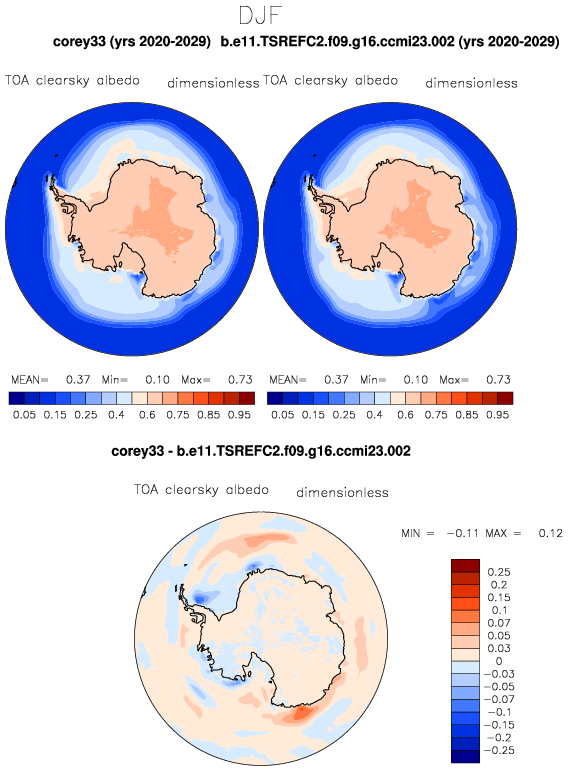 DJF
corey33 (yrs 2020-2029) b.e11.TSREFC2.f09.g16.ccmi23.002 (yrs 2020-2029)
TOA clearsky albedo dimensionless TOA clearsky albedo dimensionless
MEAN= 0.37 Min= 0.10 Max= 0.73 MEAN= 0.37 Min= 0.10 Max= 0.73
0.05 0.15 0.25 0.4 0.6 0.75 0.85 0.95 0.05 0.15 0.25 0.4 0.6 0.75 0.85 0.95
corey33 - b.e11.TSREFC2.f09.g16.ccmi23.002
TOA clearsky albedo dimensionless
MIN = -0.11 MAX = 0.12
0.25
0.2
0.15
0.1
0.07
0.05
0.03
0
-0.03
-0.05
-0.07
-0.1
-0.15
-0.2
-0.25